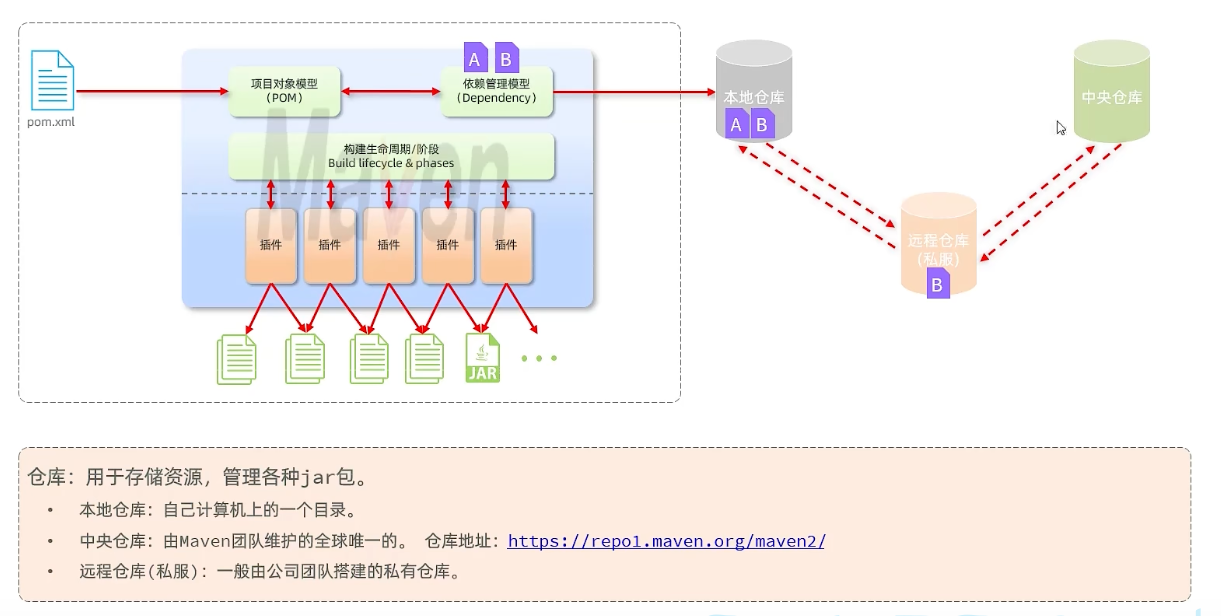 pom.xml
项目对象模型
(POM)
A B
依赖管理模型
(Dependency)
构建生命周期/阶段
Build lifecycle & phases
Maven
插件 插件 插件 插件 插件
JAR
本地仓库
A B
中央仓库
远程仓库
(私服)
B
仓库：用于存储资源，管理各种jar包。
• 本地仓库：自己计算机上的一个目录。
• 中央仓库：由Maven团队维护的全球唯一的。 仓库地址：https://repo1.maven.org/maven2/
• 远程仓库(私服)：一般由公司团队搭建的私有仓库。